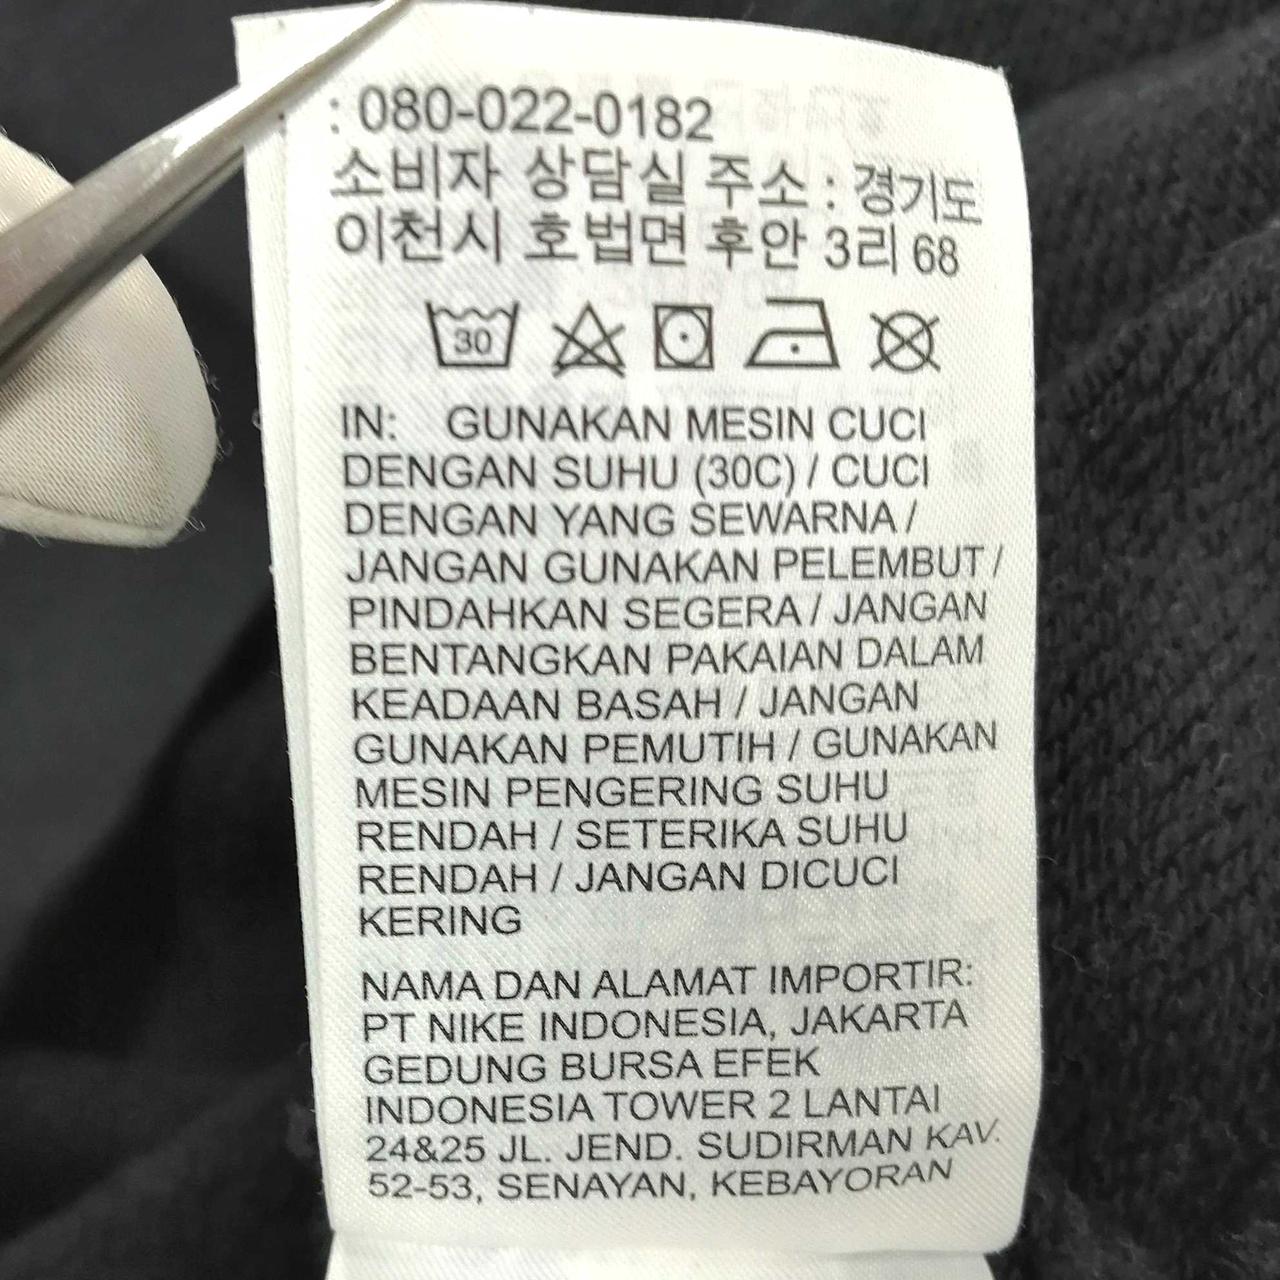 : 080-022-0182
소비자 상담실 주소 : 경기도
이천시 호법면 후안 3리 68
30
IN: GUNAKAN MESIN CUCI
DENGAN SUHU (30C) / CUCI
DENGAN YANG SEWARNA /
JANGAN GUNAKAN PELEMBUT /
PINDAHKAN SEGERA / JANGAN
BENTANGKAN PAKAIAN DALAM
KEADAAN BASAH / JANGAN
GUNAKAN PEMUTIH / GUNAKAN
MESIN PENGERING SUHU
RENDAH / SETERIKA SUHU
RENDAH / JANGAN DICUCI
KERING
NAMA DAN ALAMAT IMPORTIR:
PT NIKE INDONESIA, JAKARTA
GEDUNG BURSA EFEK
INDONESIA TOWER 2 LANTAI
24&25 JL. JEND. SUDIRMAN KAV.
52-53, SENAYAN, KEBAYORAN